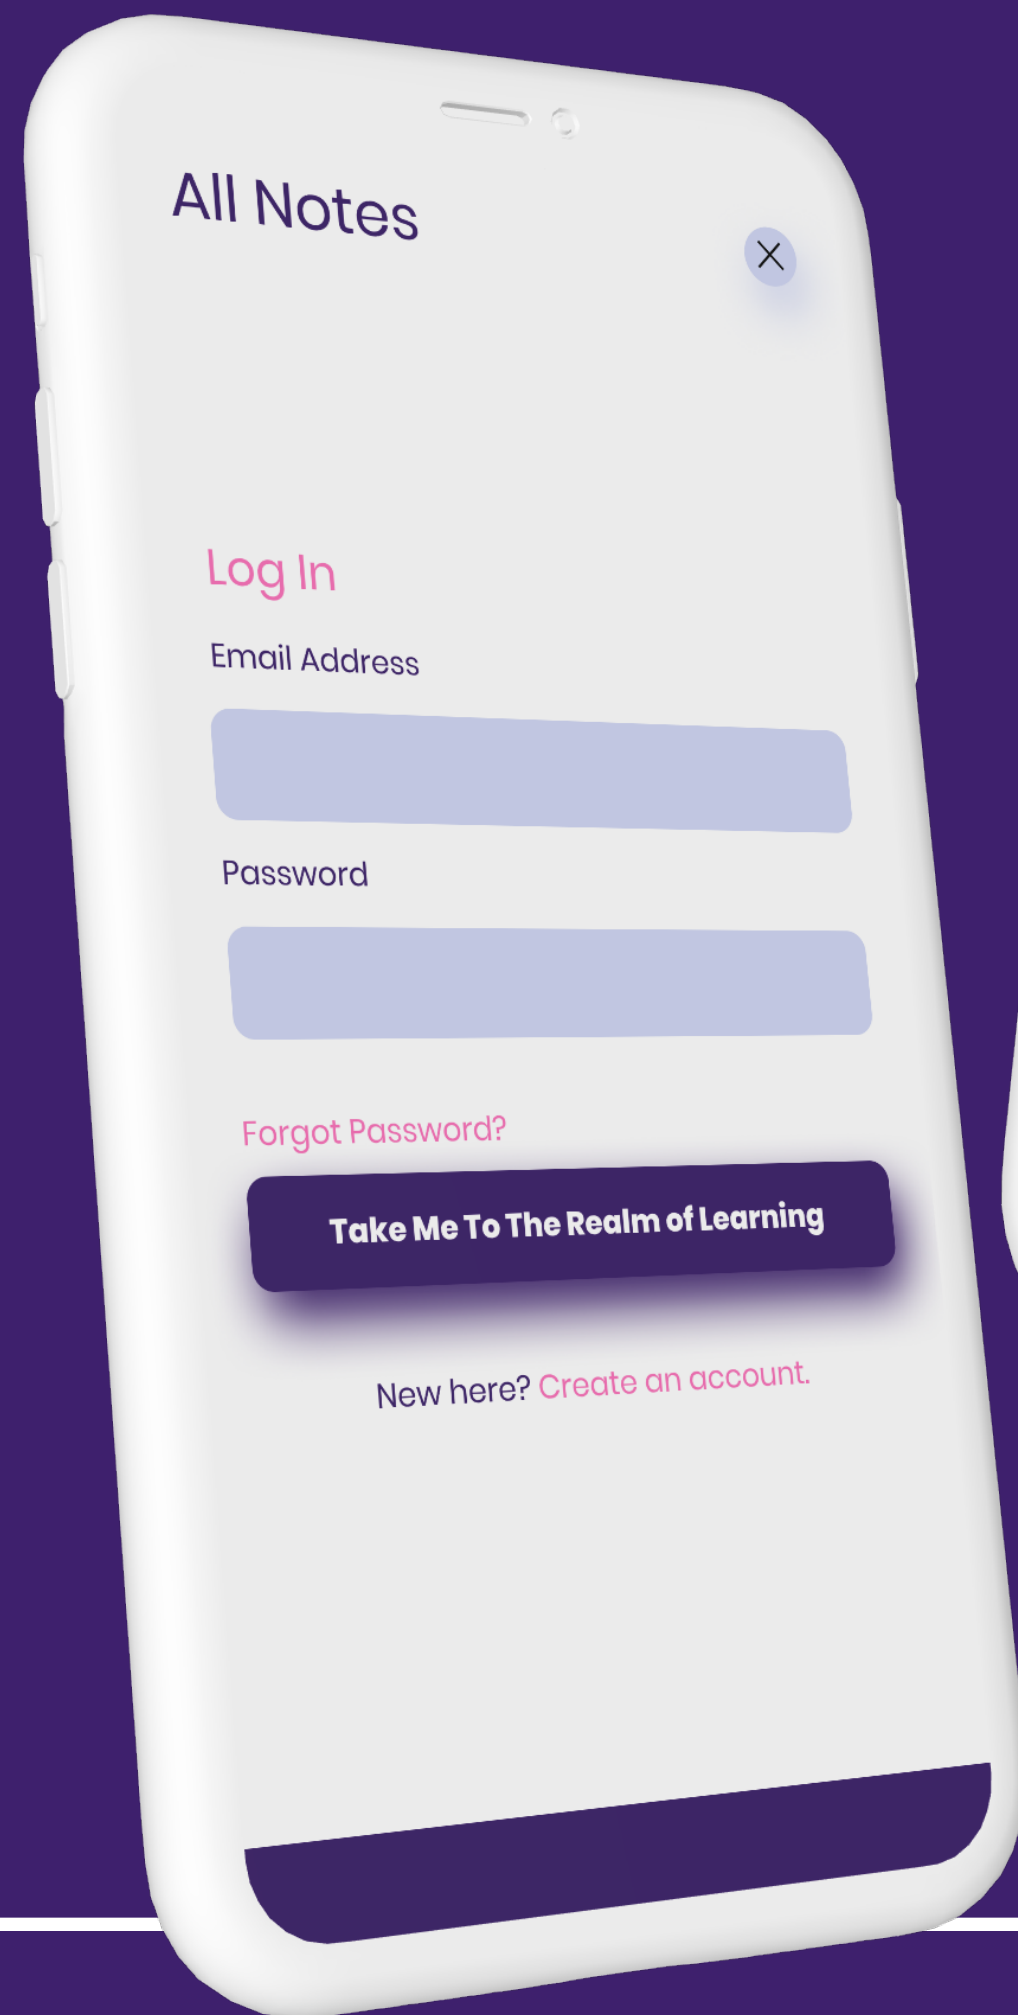 All Notes
Log In
Email Address
Password
Forgot Password?
Take Me To The Realm of Learning
New here? Create an account.